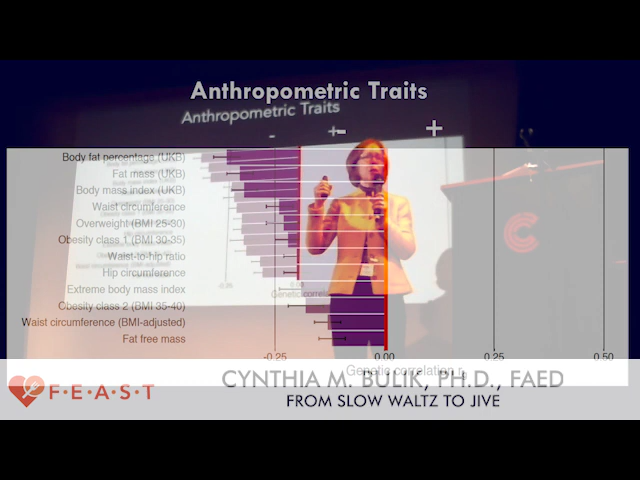 Anthropometric Traits
Anthropometric Traits
- +
- +
Body fat percentage (UKB)
Fat mass (UKB)
Body mass index (UKB)
Waist circumference
Overweight (BMI 25-30)
Obesity class 1 (BMI 30-35)
Waist-to hip ratio
Hip circumference
Extreme body mass index
Obesity class 2 (BMI 35-40)
Waist circumference (BMI-adjusted)
Fat free mass
-0.25 0.00 0.25 0.50
Genetic correlation r
CYNTHIA M. BULIK, PH.D., FAED
F·E·A·S·T
FROM SLOW WALTZ TO JIVE